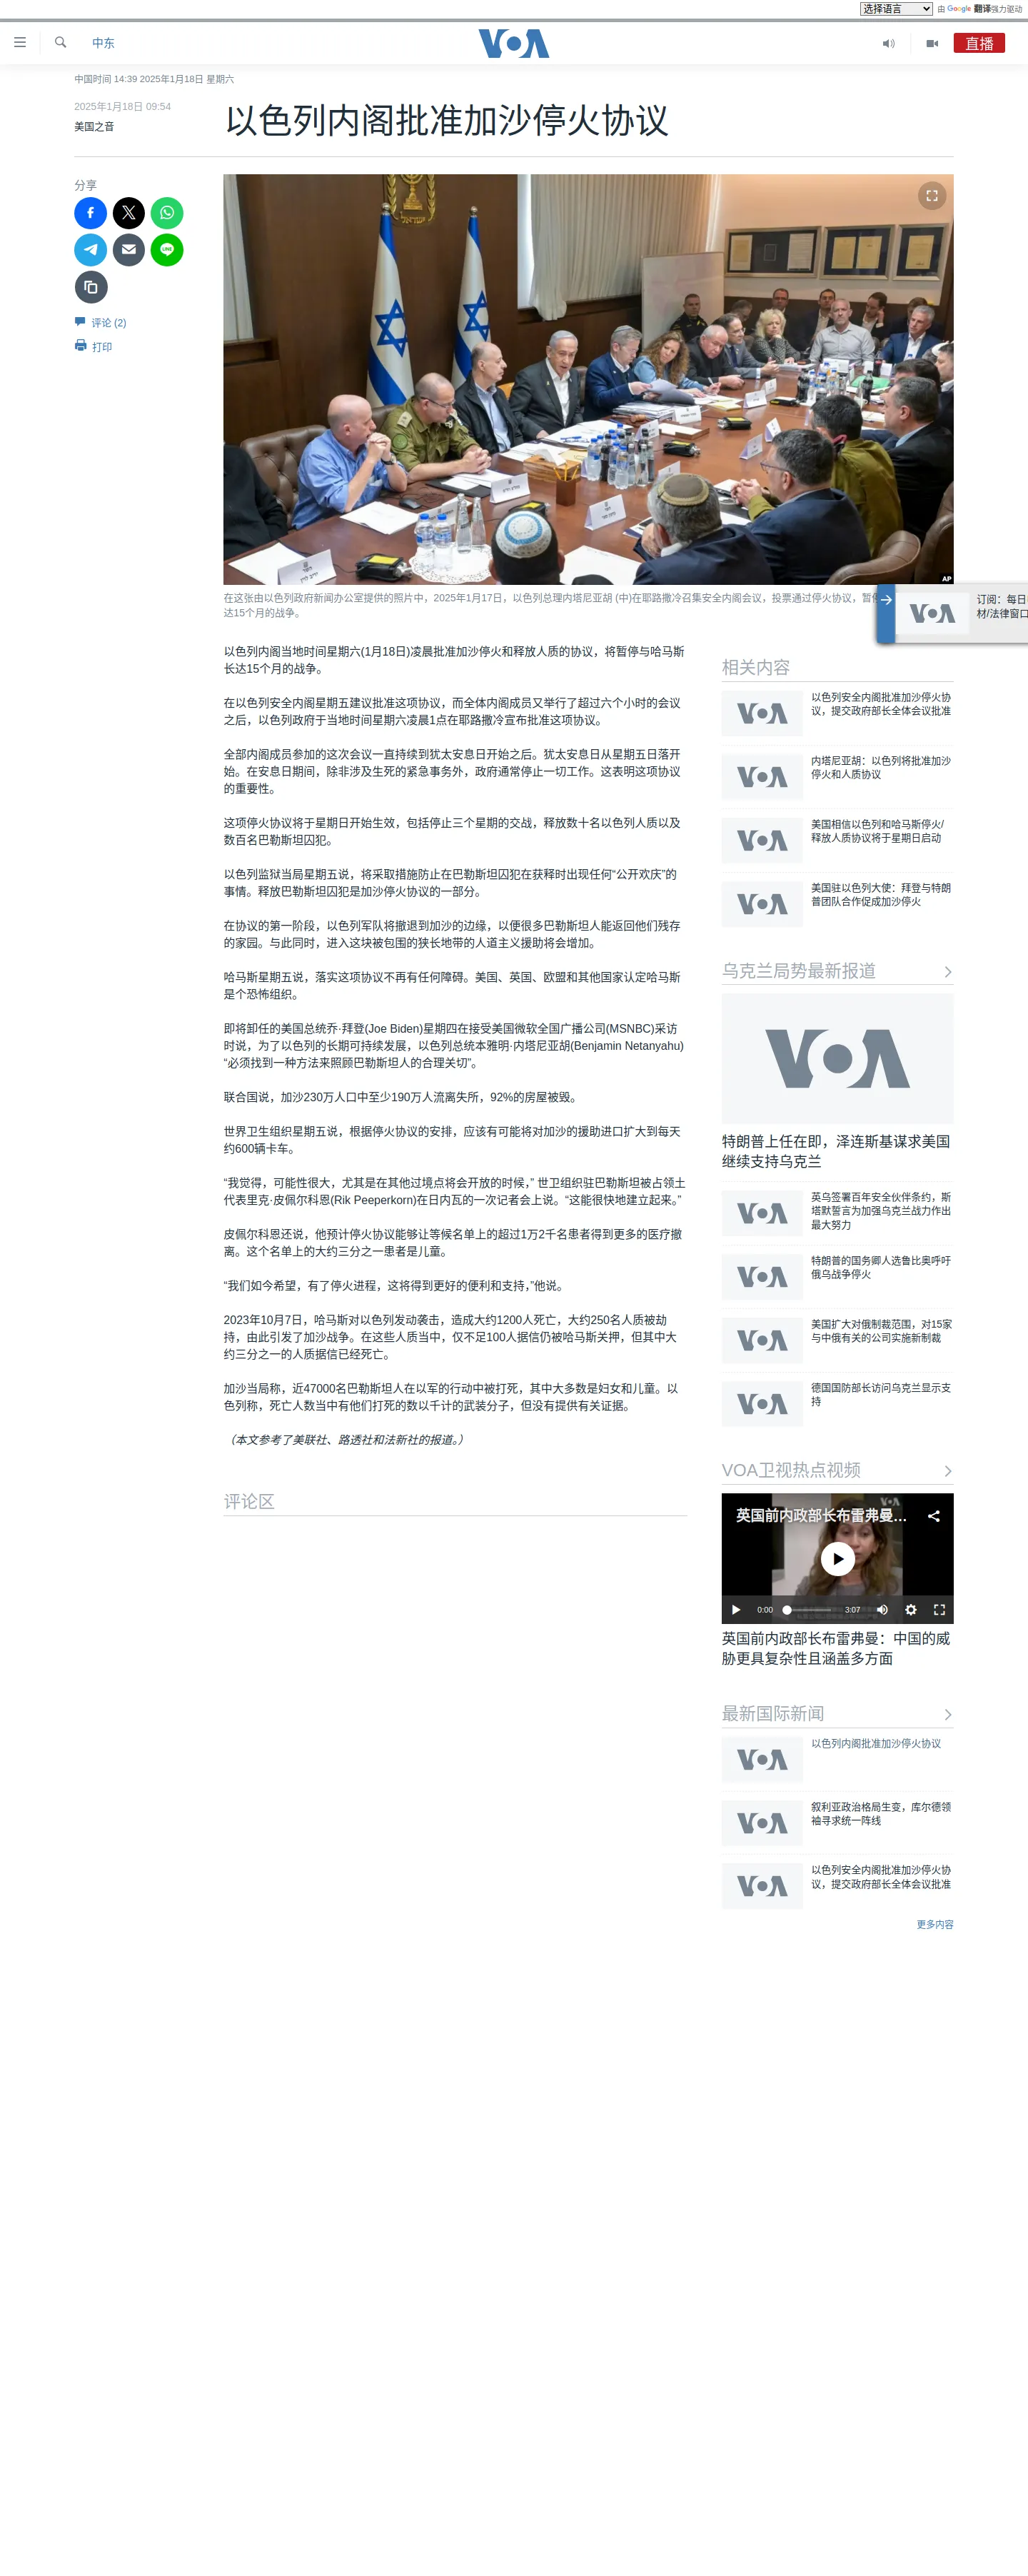 选择语言 由 Google 翻译强力驱动
中东
VOA
直播
中国时间 14:39 2025年1月18日 星期六
2025年1月18日 09:54
美国之音
以色列内阁批准加沙停火协议
分享
评论 (2)
打印
AP
在这张由以色列政府新闻办公室提供的照片中，2025年1月17日，以色列总理内塔尼亚胡 (中)在耶路撒冷召集安全内阁会议，投票通过停火协议，暂停
达15个月的战争。
订阅：每日
材/法律窗口
以色列内阁当地时间星期六(1月18日)凌晨批准加沙停火和释放人质的协议，将暂停与哈马斯
长达15个月的战争。
在以色列安全内阁星期五建议批准这项协议，而全体内阁成员又举行了超过六个小时的会议
之后，以色列政府于当地时间星期六凌晨1点在耶路撒冷宣布批准这项协议。
全部内阁成员参加的这次会议一直持续到犹太安息日开始之后。犹太安息日从星期五日落开
始。在安息日期间，除非涉及生死的紧急事务外，政府通常停止一切工作。这表明这项协议
的重要性。
这项停火协议将于星期日开始生效，包括停止三个星期的交战，释放数十名以色列人质以及
数百名巴勒斯坦囚犯。
以色列监狱当局星期五说，将采取措施防止在巴勒斯坦囚犯在获释时出现任何“公开欢庆”的
事情。释放巴勒斯坦囚犯是加沙停火协议的一部分。
在协议的第一阶段，以色列军队将撤退到加沙的边缘，以便很多巴勒斯坦人能返回他们残存
的家园。与此同时，进入这块被包围的狭长地带的人道主义援助将会增加。
哈马斯星期五说，落实这项协议不再有任何障碍。美国、英国、欧盟和其他国家认定哈马斯
是个恐怖组织。
即将卸任的美国总统乔·拜登(Joe Biden)星期四在接受美国微软全国广播公司(MSNBC)采访
时说，为了以色列的长期可持续发展，以色列总统本雅明·内塔尼亚胡(Benjamin Netanyahu)
“必须找到一种方法来照顾巴勒斯坦人的合理关切”。
联合国说，加沙230万人口中至少190万人流离失所，92%的房屋被毁。
世界卫生组织星期五说，根据停火协议的安排，应该有可能将对加沙的援助进口扩大到每天
约600辆卡车。
“我觉得，可能性很大，尤其是在其他过境点将会开放的时候，” 世卫组织驻巴勒斯坦被占领土
代表里克·皮佩尔科恩(Rik Peeperkorn)在日内瓦的一次记者会上说。“这能很快地建立起来。”
皮佩尔科恩还说，他预计停火协议能够让等候名单上的超过1万2千名患者得到更多的医疗撤
离。这个名单上的大约三分之一患者是儿童。
“我们如今希望，有了停火进程，这将得到更好的便利和支持，”他说。
2023年10月7日，哈马斯对以色列发动袭击，造成大约1200人死亡，大约250名人质被劫
持，由此引发了加沙战争。在这些人质当中，仅不足100人据信仍被哈马斯关押，但其中大
约三分之一的人质据信已经死亡。
加沙当局称，近47000名巴勒斯坦人在以军的行动中被打死，其中大多数是妇女和儿童。以
色列称，死亡人数当中有他们打死的数以千计的武装分子，但没有提供有关证据。
（本文参考了美联社、路透社和法新社的报道。）
评论区
相关内容
以色列安全内阁批准加沙停火协
议，提交政府部长全体会议批准
内塔尼亚胡：以色列将批准加沙
停火和人质协议
美国相信以色列和哈马斯停火/
释放人质协议将于星期日启动
美国驻以色列大使：拜登与特朗
普团队合作促成加沙停火
乌克兰局势最新报道
特朗普上任在即，泽连斯基谋求美国
继续支持乌克兰
英乌签署百年安全伙伴条约，斯
塔默誓言为加强乌克兰战力作出
最大努力
特朗普的国务卿人选鲁比奥呼吁
俄乌战争停火
美国扩大对俄制裁范围，对15家
与中俄有关的公司实施新制裁
德国国防部长访问乌克兰显示支
持
VOA卫视热点视频
英国前内政部长布雷弗曼...
0:00 3:07
英国前内政部长布雷弗曼：中国的威
胁更具复杂性且涵盖多方面
最新国际新闻
以色列内阁批准加沙停火协议
叙利亚政治格局生变，库尔德领
袖寻求统一阵线
以色列安全内阁批准加沙停火协
议，提交政府部长全体会议批准
更多内容